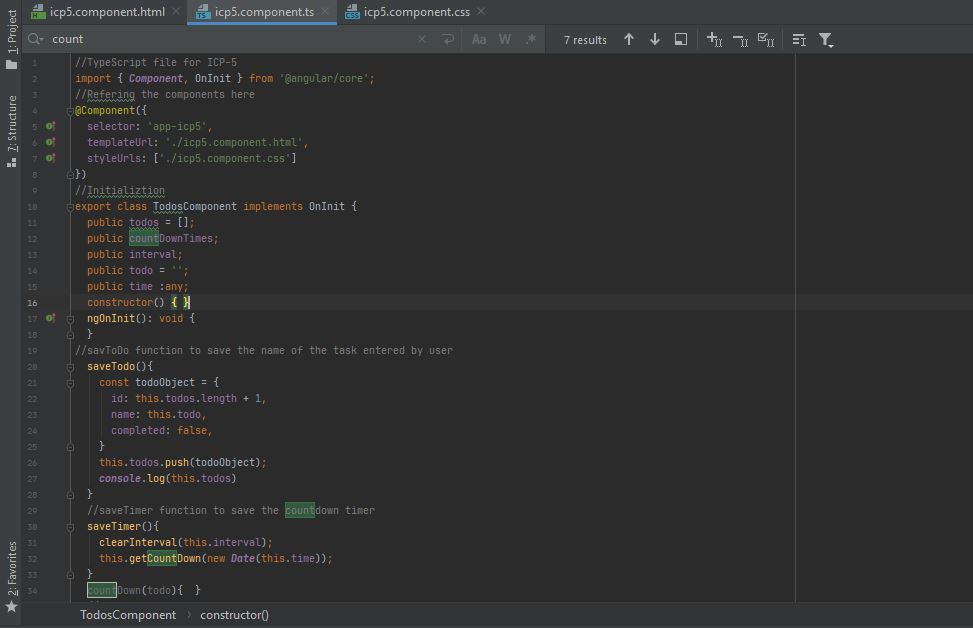 icp5.component.html icp5.component.ts icp5.component.css
count Aa W .* 7 results
1: Project
7: Structure
2: Favorites
1 //TypeScript file for ICP-5
2 import { Component, OnInit } from '@angular/core';
3 //Refering the components here
4 @Component({
5 selector: 'app-icp5',
6 templateUrl: './icp5.component.html',
7 styleUrls: ['./icp5.component.css']
8 })
9 //Initializtion
10 export class TodosComponent implements OnInit {
11 public todos = [];
12 public countDownTimes;
13 public interval;
14 public todo = '';
15 public time :any;
16 constructor() { }
17 ngOnInit(): void {
18 }
19 //savToDo function to save the name of the task entered by user
20 saveTodo(){
21 const todoObject = {
22 id: this.todos.length + 1,
23 name: this.todo,
24 completed: false,
25 }
26 this.todos.push(todoObject);
27 console.log(this.todos)
28 }
29 //saveTimer function to save the countdown timer
30 saveTimer(){
31 clearInterval(this.interval);
32 this.getCountDown(new Date(this.time));
33 }
34 countDown(todo){ }
TodosComponent › constructor()